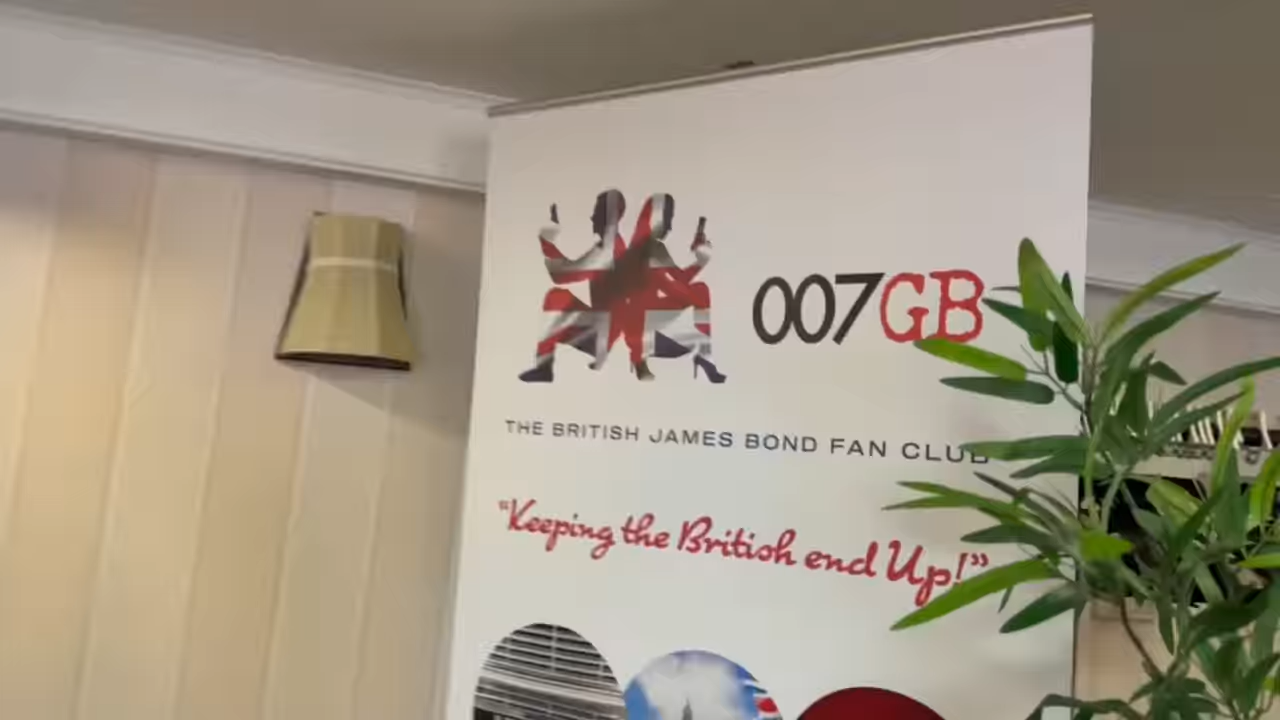 007GB
THE BRITISH JAMES BOND FAN CLUB
“Keeping the British end Up!”